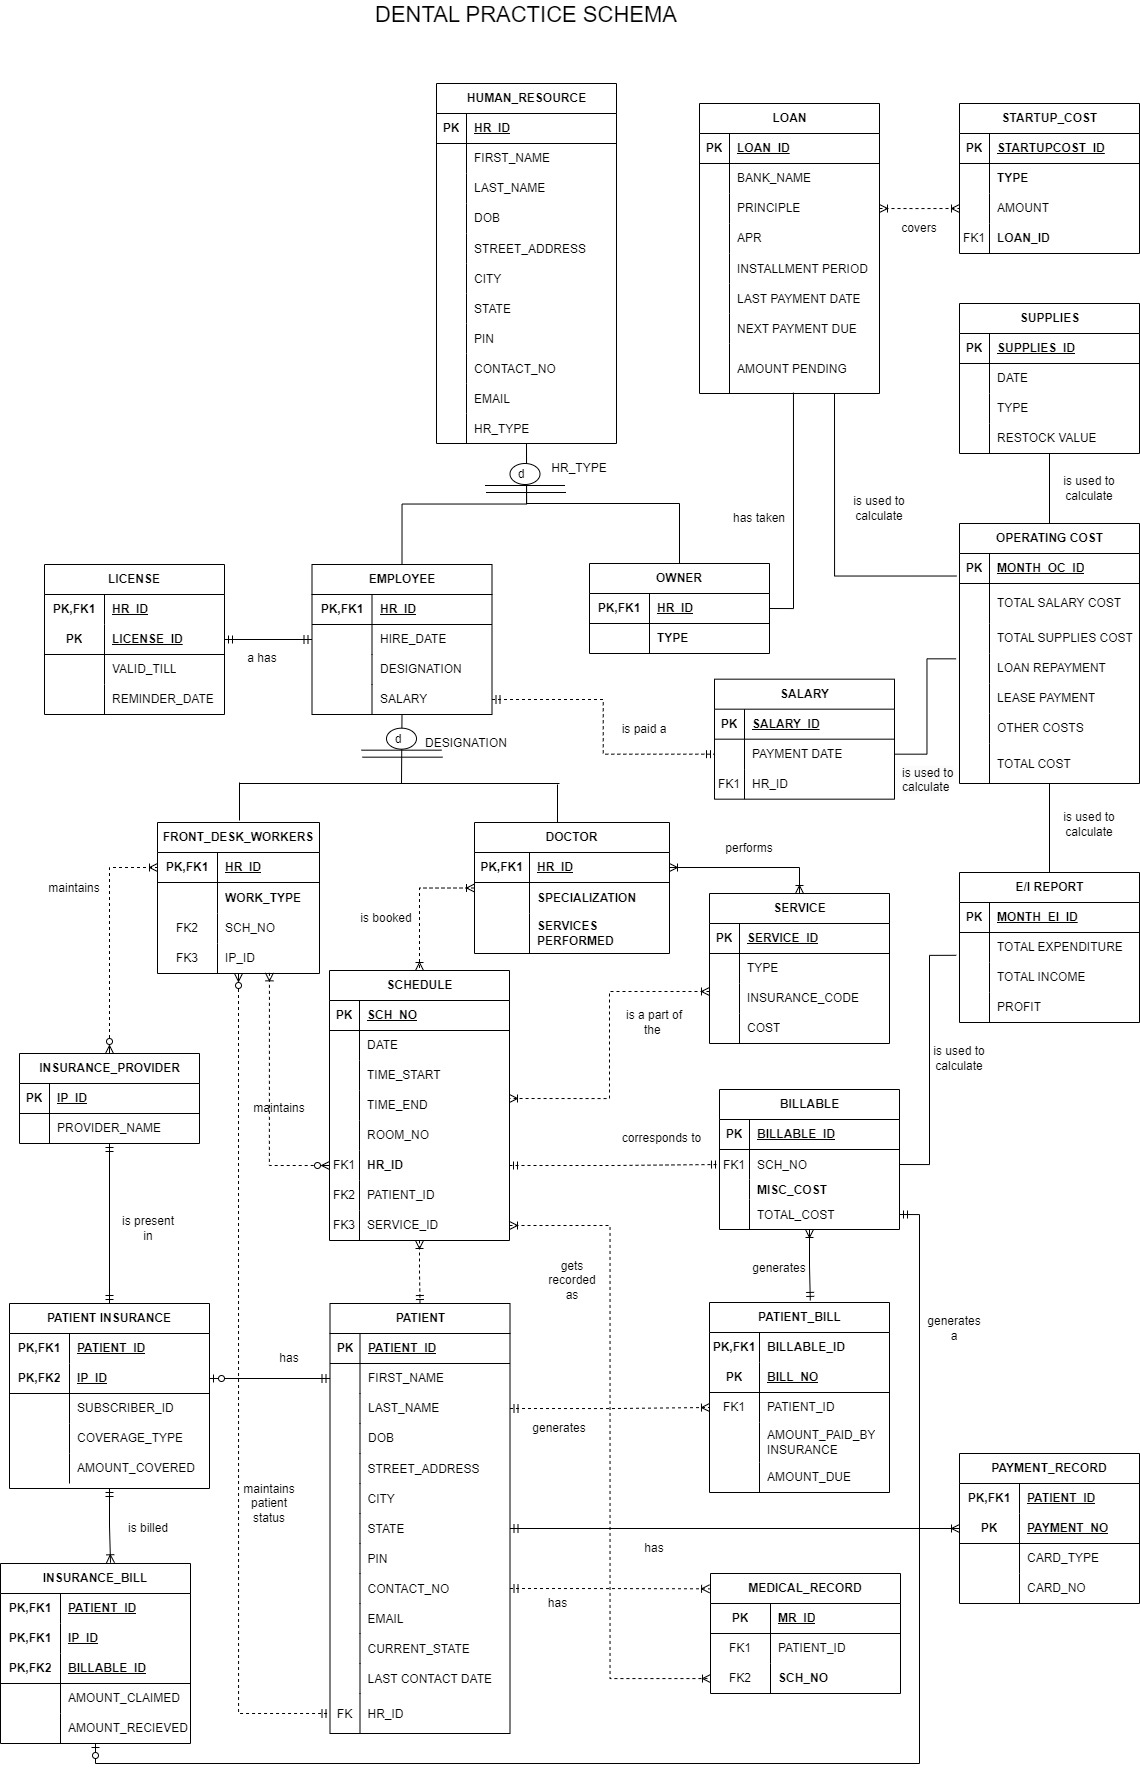 DENTAL PRACTICE SCHEMA
HUMAN_RESOURCE
PK HR_ID
FIRST_NAME
LAST_NAME
DOB
STREET_ADDRESS
CITY
STATE
PIN
CONTACT_NO
EMAIL
HR_TYPE
d
HR_TYPE
LOAN
PK LOAN_ID
BANK_NAME
PRINCIPLE
APR
INSTALLMENT PERIOD
LAST PAYMENT DATE
NEXT PAYMENT DUE
AMOUNT PENDING
covers
STARTUP_COST
PK STARTUPCOST_ID
TYPE
AMOUNT
FK1 LOAN_ID
SUPPLIES
PK SUPPLIES_ID
DATE
TYPE
RESTOCK VALUE
is used to
calculate
has taken
is used to
calculate
OPERATING COST
PK MONTH_OC_ID
TOTAL SALARY COST
TOTAL SUPPLIES COST
LOAN REPAYMENT
LEASE PAYMENT
OTHER COSTS
TOTAL COST
LICENSE
PK,FK1 HR_ID
PK LICENSE_ID
VALID_TILL
REMINDER_DATE
a has
EMPLOYEE
PK,FK1 HR_ID
HIRE_DATE
DESIGNATION
SALARY
d
DESIGNATION
OWNER
PK,FK1 HR_ID
TYPE
is paid a
SALARY
PK SALARY_ID
PAYMENT DATE
FK1 HR_ID
is used to
calculate
is used to
calculate
FRONT_DESK_WORKERS
PK,FK1 HR_ID
WORK_TYPE
FK2 SCH_NO
FK3 IP_ID
maintains
DOCTOR
PK,FK1 HR_ID
SPECIALIZATION
SERVICES
PERFORMED
performs
is booked
SERVICE
PK SERVICE_ID
TYPE
INSURANCE_CODE
COST
E/I REPORT
PK MONTH_EI_ID
TOTAL EXPENDITURE
TOTAL INCOME
PROFIT
SCHEDULE
PK SCH_NO
DATE
TIME_START
TIME_END
ROOM_NO
FK1 HR_ID
FK2 PATIENT_ID
FK3 SERVICE_ID
is a part of
the
is used to
calculate
INSURANCE_PROVIDER
PK IP_ID
PROVIDER_NAME
maintains
corresponds to
BILLABLE
PK BILLABLE_ID
FK1 SCH_NO
MISC_COST
TOTAL_COST
is present
in
gets
recorded
as
generates
generates
a
PATIENT INSURANCE
PK,FK1 PATIENT_ID
PK,FK2 IP_ID
SUBSCRIBER_ID
COVERAGE_TYPE
AMOUNT_COVERED
has
PATIENT
PK PATIENT_ID
FIRST_NAME
LAST_NAME
DOB
STREET_ADDRESS
CITY
STATE
PIN
CONTACT_NO
EMAIL
CURRENT_STATE
LAST CONTACT DATE
FK HR_ID
generates
PATIENT_BILL
PK,FK1 BILLABLE_ID
PK BILL_NO
FK1 PATIENT_ID
AMOUNT_PAID_BY
INSURANCE
AMOUNT_DUE
maintains
patient
status
is billed
has
PAYMENT_RECORD
PK,FK1 PATIENT_ID
PK PAYMENT_NO
CARD_TYPE
CARD_NO
has
MEDICAL_RECORD
PK MR_ID
FK1 PATIENT_ID
FK2 SCH_NO
INSURANCE_BILL
PK,FK1 PATIENT_ID
PK,FK1 IP_ID
PK,FK2 BILLABLE_ID
AMOUNT_CLAIMED
AMOUNT_RECIEVED